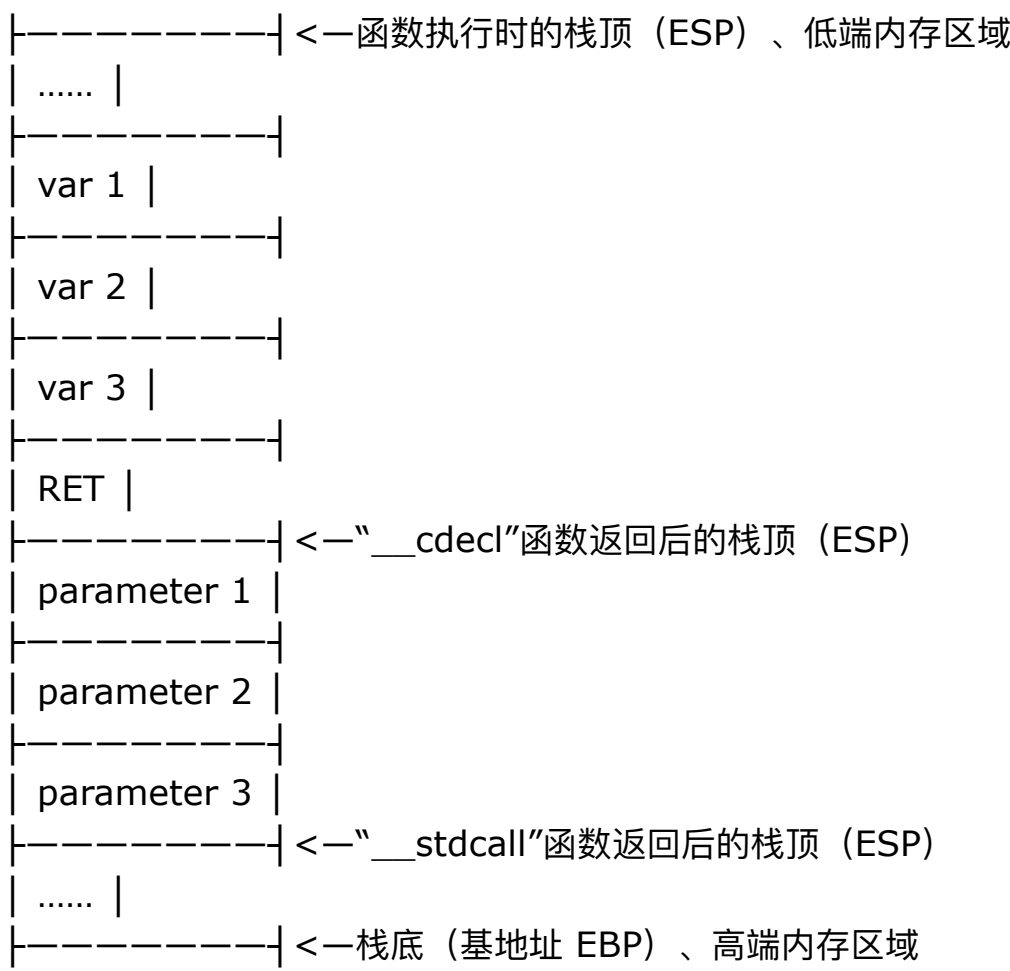 ├———————┤<—函数执行时的栈顶（ESP）、低端内存区域
│ …… │
├———————┤
│ var 1 │
├———————┤
│ var 2 │
├———————┤
│ var 3 │
├———————┤
│ RET │
├———————┤<—“__cdecl”函数返回后的栈顶（ESP）
│ parameter 1 │
├———————┤
│ parameter 2 │
├———————┤
│ parameter 3 │
├———————┤<—“__stdcall”函数返回后的栈顶（ESP）
│ …… │
├———————┤<—栈底（基地址 EBP）、高端内存区域